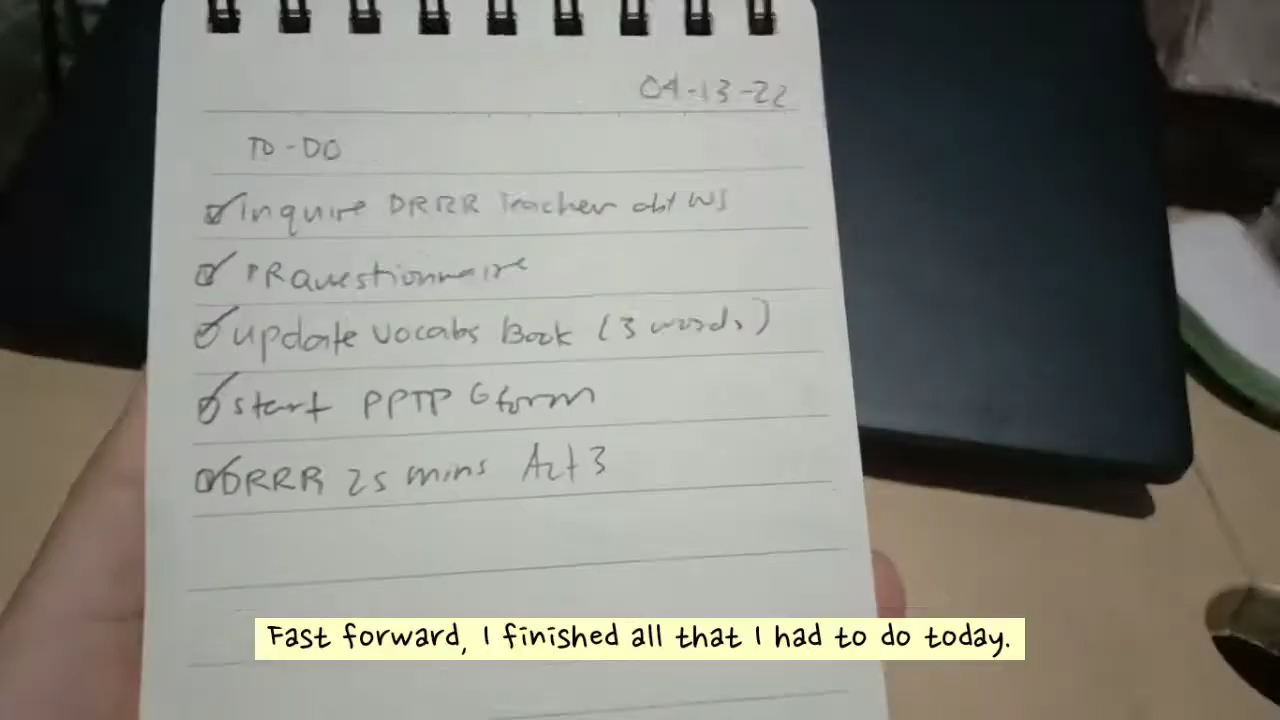 04-13-22
TO-DO
inquire DRRR Teacher abt WS
PR Questionnaire
update vocabs Book (3 words)
start PPTP Gform
DRRR 25 mins Act 3
Fast forward, I finished all that I had to do today.